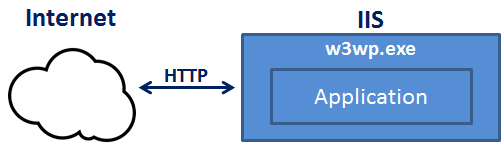 Internet
IIS
w3wp.exe
HTTP
Application